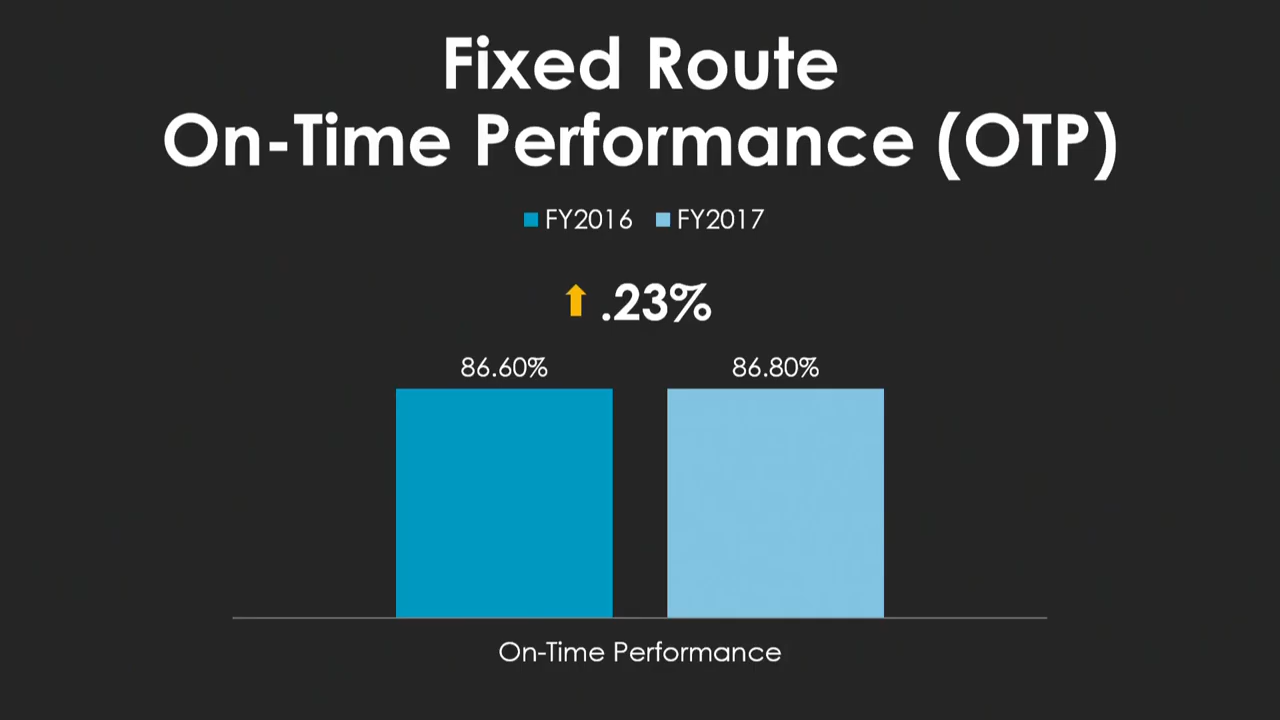 Fixed Route
On-Time Performance (OTP)
FY2016 FY2017
.23%
86.60% 86.80%
On-Time Performance